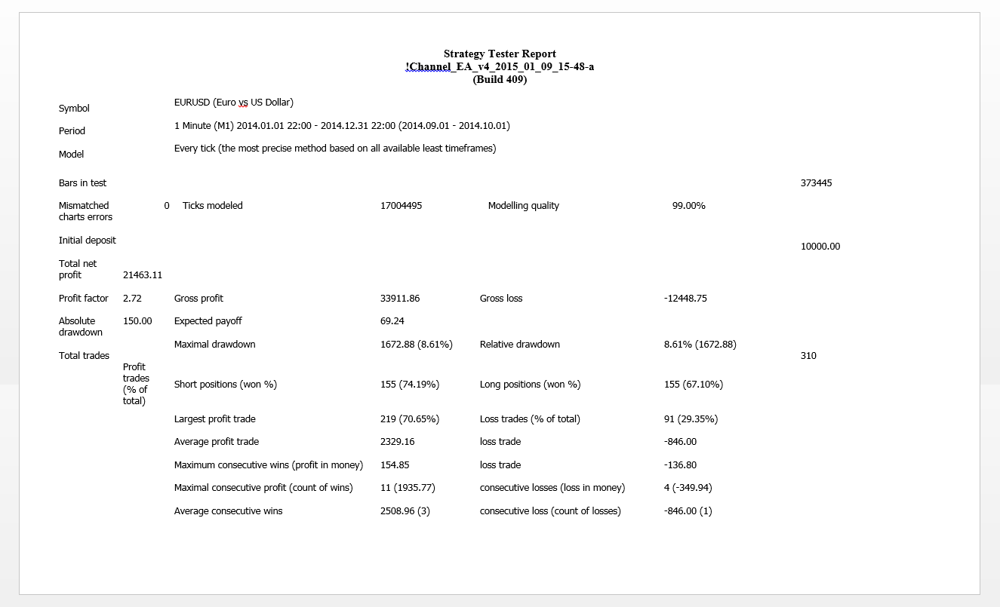 Strategy Tester Report
!Channel_EA_v4_2015_01_09_15-48-a
(Build 409)
Symbol EURUSD (Euro vs US Dollar)
Period 1 Minute (M1) 2014.01.01 22:00 - 2014.12.31 22:00 (2014.09.01 - 2014.10.01)
Model Every tick (the most precise method based on all available least timeframes)
Bars in test 373445
Mismatched 0 Ticks modeled 17004495 Modelling quality 99.00%
charts errors
Initial deposit 10000.00
Total net
profit 21463.11
Profit factor 2.72 Gross profit 33911.86 Gross loss -12448.75
Absolute 150.00 Expected payoff 69.24
drawdown
Maximal drawdown 1672.88 (8.61%) Relative drawdown 8.61% (1672.88)
Total trades 310
Profit
trades
Short positions (won %) 155 (74.19%) Long positions (won %) 155 (67.10%)
(% of
total)
Largest profit trade 219 (70.65%) Loss trades (% of total) 91 (29.35%)
Average profit trade 2329.16 loss trade -846.00
Maximum consecutive wins (profit in money) 154.85 loss trade -136.80
Maximal consecutive profit (count of wins) 11 (1935.77) consecutive losses (loss in money) 4 (-349.94)
Average consecutive wins 2508.96 (3) consecutive loss (count of losses) -846.00 (1)